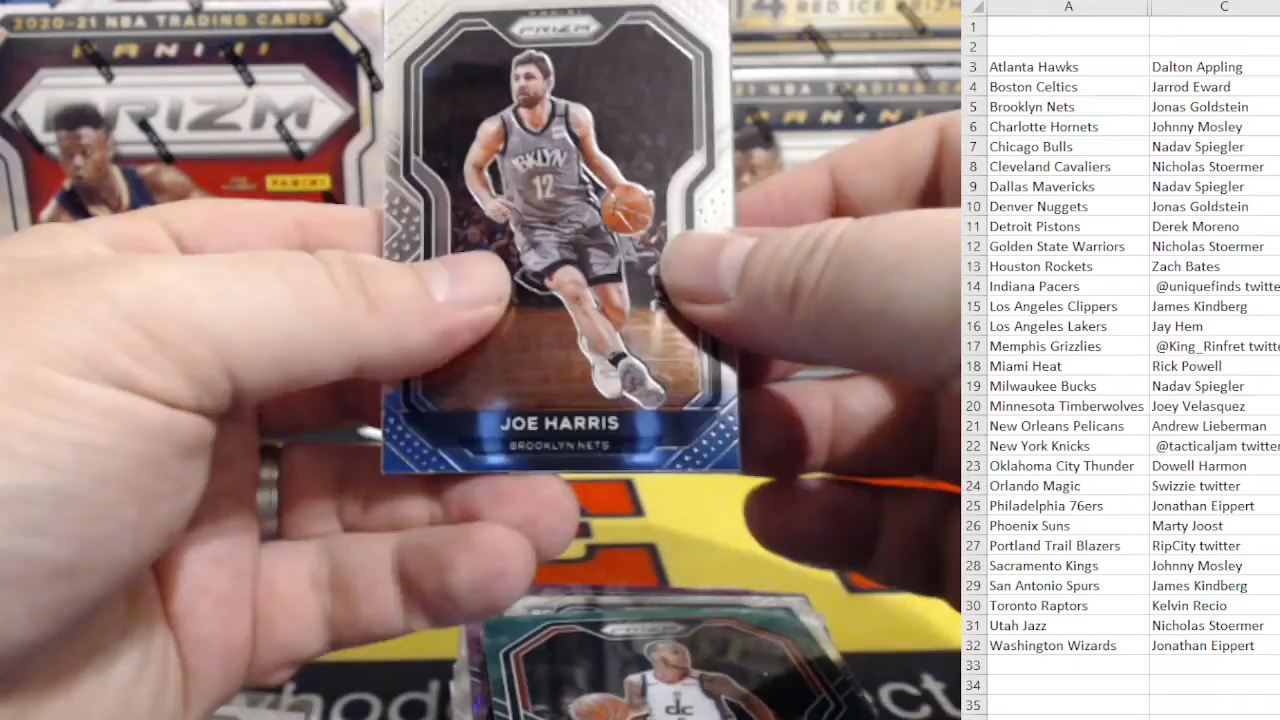 2020-21 NBA TRADING CARDS
PANINI
PRIZM
PANINI
PRIZM
BKLYN
12
JOE HARRIS
BROOKLYN NETS
RED ICE PRIZM
PANINI
dc
A C
1
2
3 Atlanta Hawks Dalton Appling
4 Boston Celtics Jarrod Eward
5 Brooklyn Nets Jonas Goldstein
6 Charlotte Hornets Johnny Mosley
7 Chicago Bulls Nadav Spiegler
8 Cleveland Cavaliers Nicholas Stoermer
9 Dallas Mavericks Nadav Spiegler
10 Denver Nuggets Jonas Goldstein
11 Detroit Pistons Derek Moreno
12 Golden State Warriors Nicholas Stoermer
13 Houston Rockets Zach Bates
14 Indiana Pacers @uniquefinds twitte
15 Los Angeles Clippers James Kindberg
16 Los Angeles Lakers Jay Hem
17 Memphis Grizzlies @King_Rinfret twitte
18 Miami Heat Rick Powell
19 Milwaukee Bucks Nadav Spiegler
20 Minnesota Timberwolves Joey Velasquez
21 New Orleans Pelicans Andrew Lieberman
22 New York Knicks @tacticaljam twitter
23 Oklahoma City Thunder Dowell Harmon
24 Orlando Magic Swizzie twitter
25 Philadelphia 76ers Jonathan Eippert
26 Phoenix Suns Marty Joost
27 Portland Trail Blazers RipCity twitter
28 Sacramento Kings Johnny Mosley
29 San Antonio Spurs James Kindberg
30 Toronto Raptors Kelvin Recio
31 Utah Jazz Nicholas Stoermer
32 Washington Wizards Jonathan Eippert
33
34
35